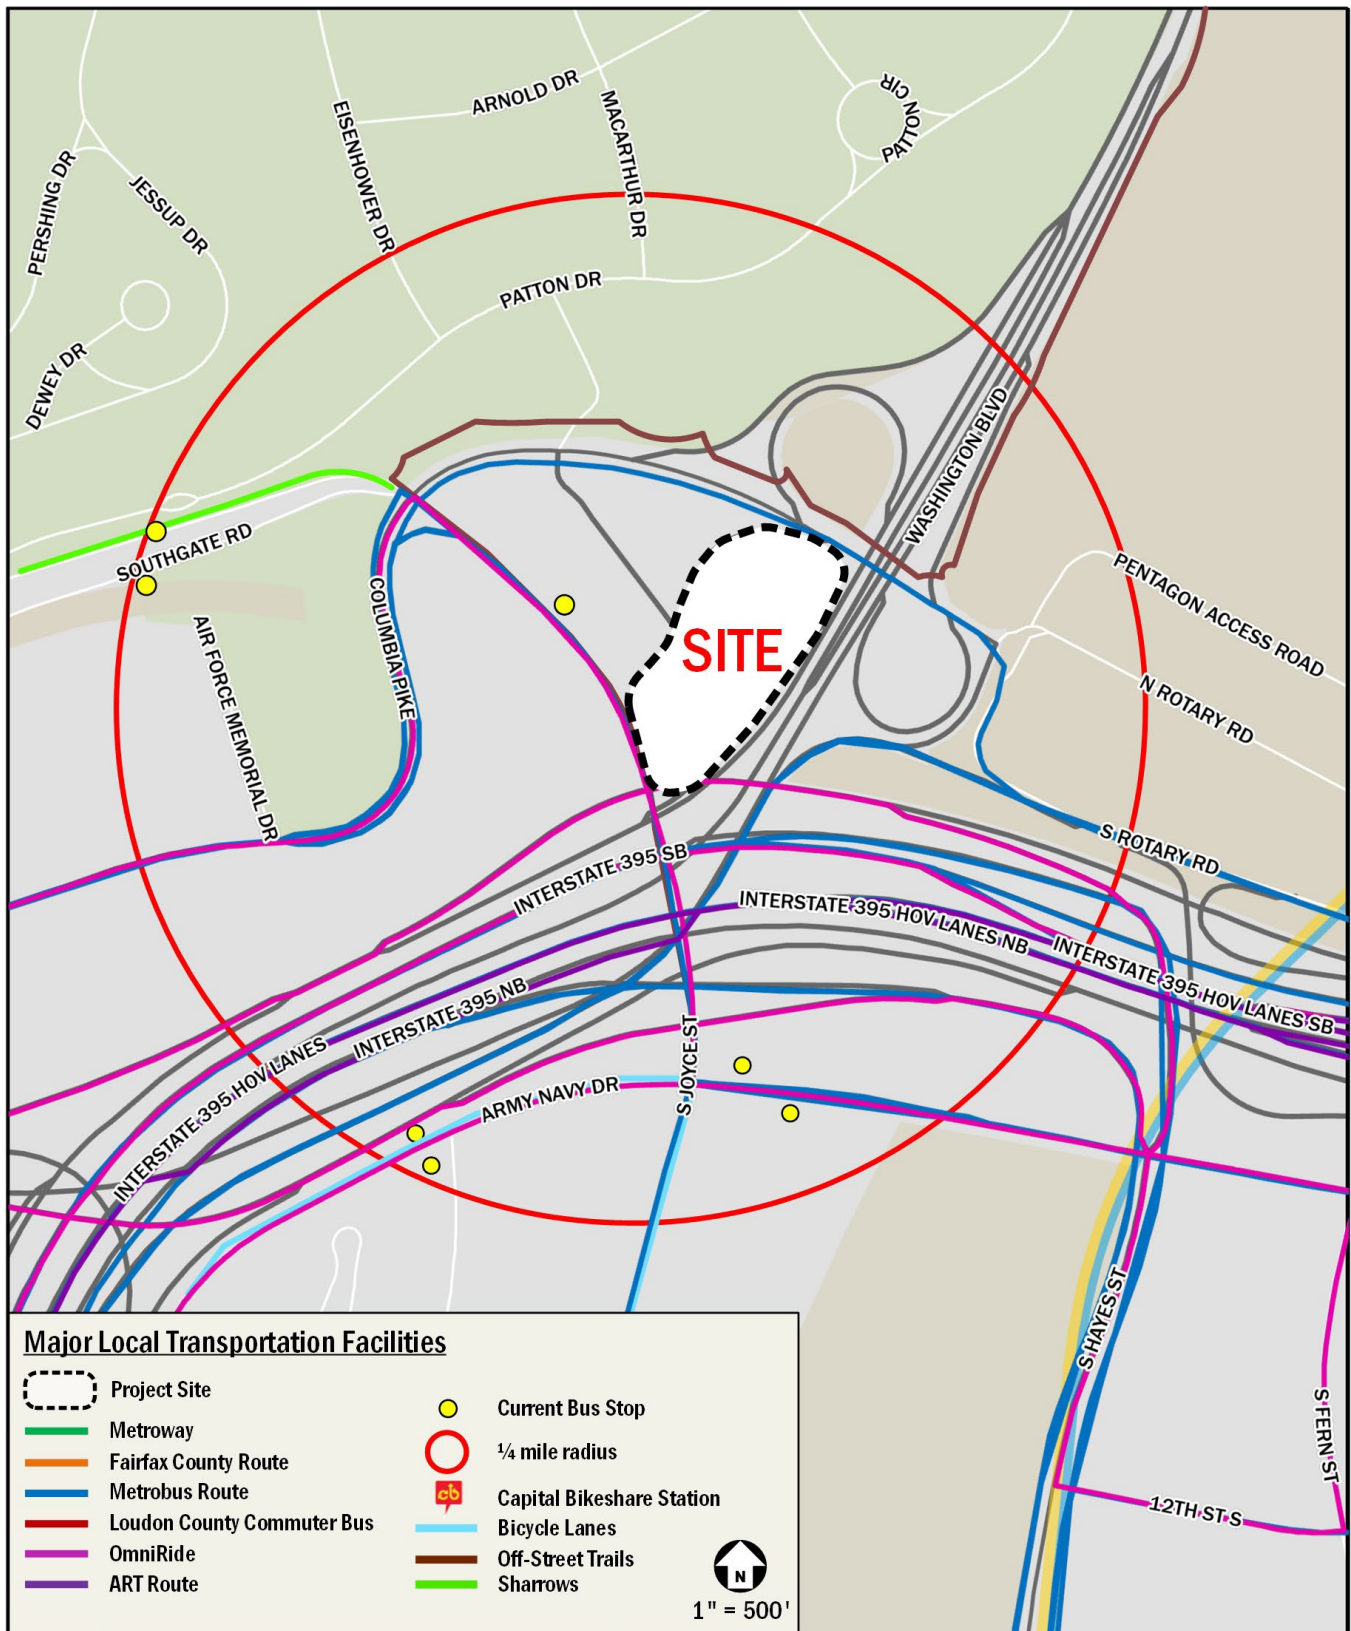 ARNOLD DR
EISENHOWER DR
MACARTHUR DR
PATTON CIR
PERSHING DR
JESSUP DR
PATTON DR
DEWEY DR
WASHINGTON BLVD
SOUTHGATE RD
COLUMBIA PIKE
PENTAGON ACCESS ROAD
AIR FORCE MEMORIAL DR
SITE
N ROTARY RD
S ROTARY RD
INTERSTATE 395 SB
INTERSTATE 395 HOV LANES NB
INTERSTATE 395 HOV LANES SB
INTERSTATE 395 NB
INTERSTATE 395 HOV LANES
S JOYCE ST
ARMY NAVY DR
S HAYES ST
S FERN ST
12TH ST S
Major Local Transportation Facilities
Project Site
Metroway
Fairfax County Route
Metrobus Route
Loudon County Commuter Bus
OmniRide
ART Route
Current Bus Stop
¼ mile radius
cb
Capital Bikeshare Station
Bicycle Lanes
Off-Street Trails
Sharrows
N
1" = 500'